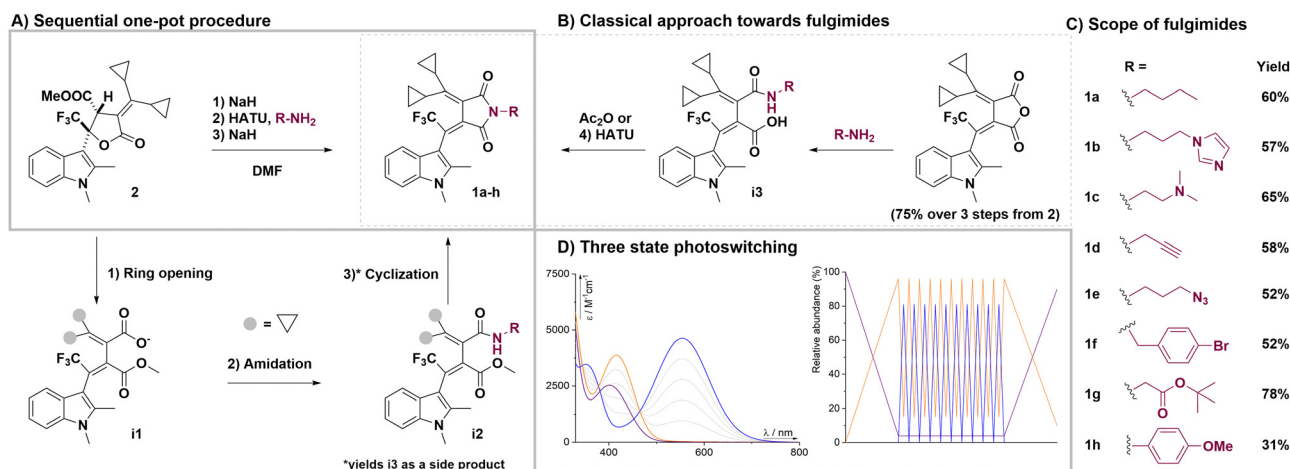 A) Sequential one-pot procedure
MeOOC
H
F₃C
O
O
N
2
1) NaH
2) HATU, R-NH₂
3) NaH
DMF
O
N-R
O
F₃C
N
1a-h
B) Classical approach towards fulgimides
Ac₂O or
4) HATU
O
R
N
H
OH
F₃C
O
N
i3
R-NH₂
O
O
O
F₃C
N
(75% over 3 steps from 2)
C) Scope of fulgimides
R = Yield
1a 60%
1b N N 57%
1c N 65%
1d 58%
1e N₃ 52%
1f Br 52%
1g O O 78%
1h OMe 31%
1) Ring opening
O
O⁻
F₃C
O
O
N
i1
= 
2) Amidation
3)* Cyclization
O
R
N
H
F₃C
O
O
N
i2
*yields i3 as a side product
D) Three state photoswitching
7500
5000
2500
0
ε / M⁻¹cm⁻¹
λ / nm
400 600 800
Relative abundance (%)
100
90
80
70
60
50
40
30
20
10
0